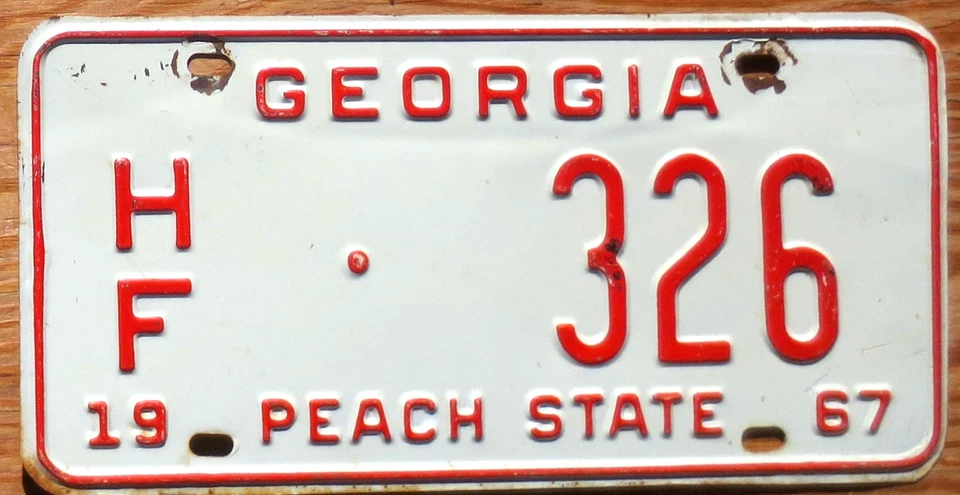 GEORGIA
H
F
· 326
19 PEACH STATE 67